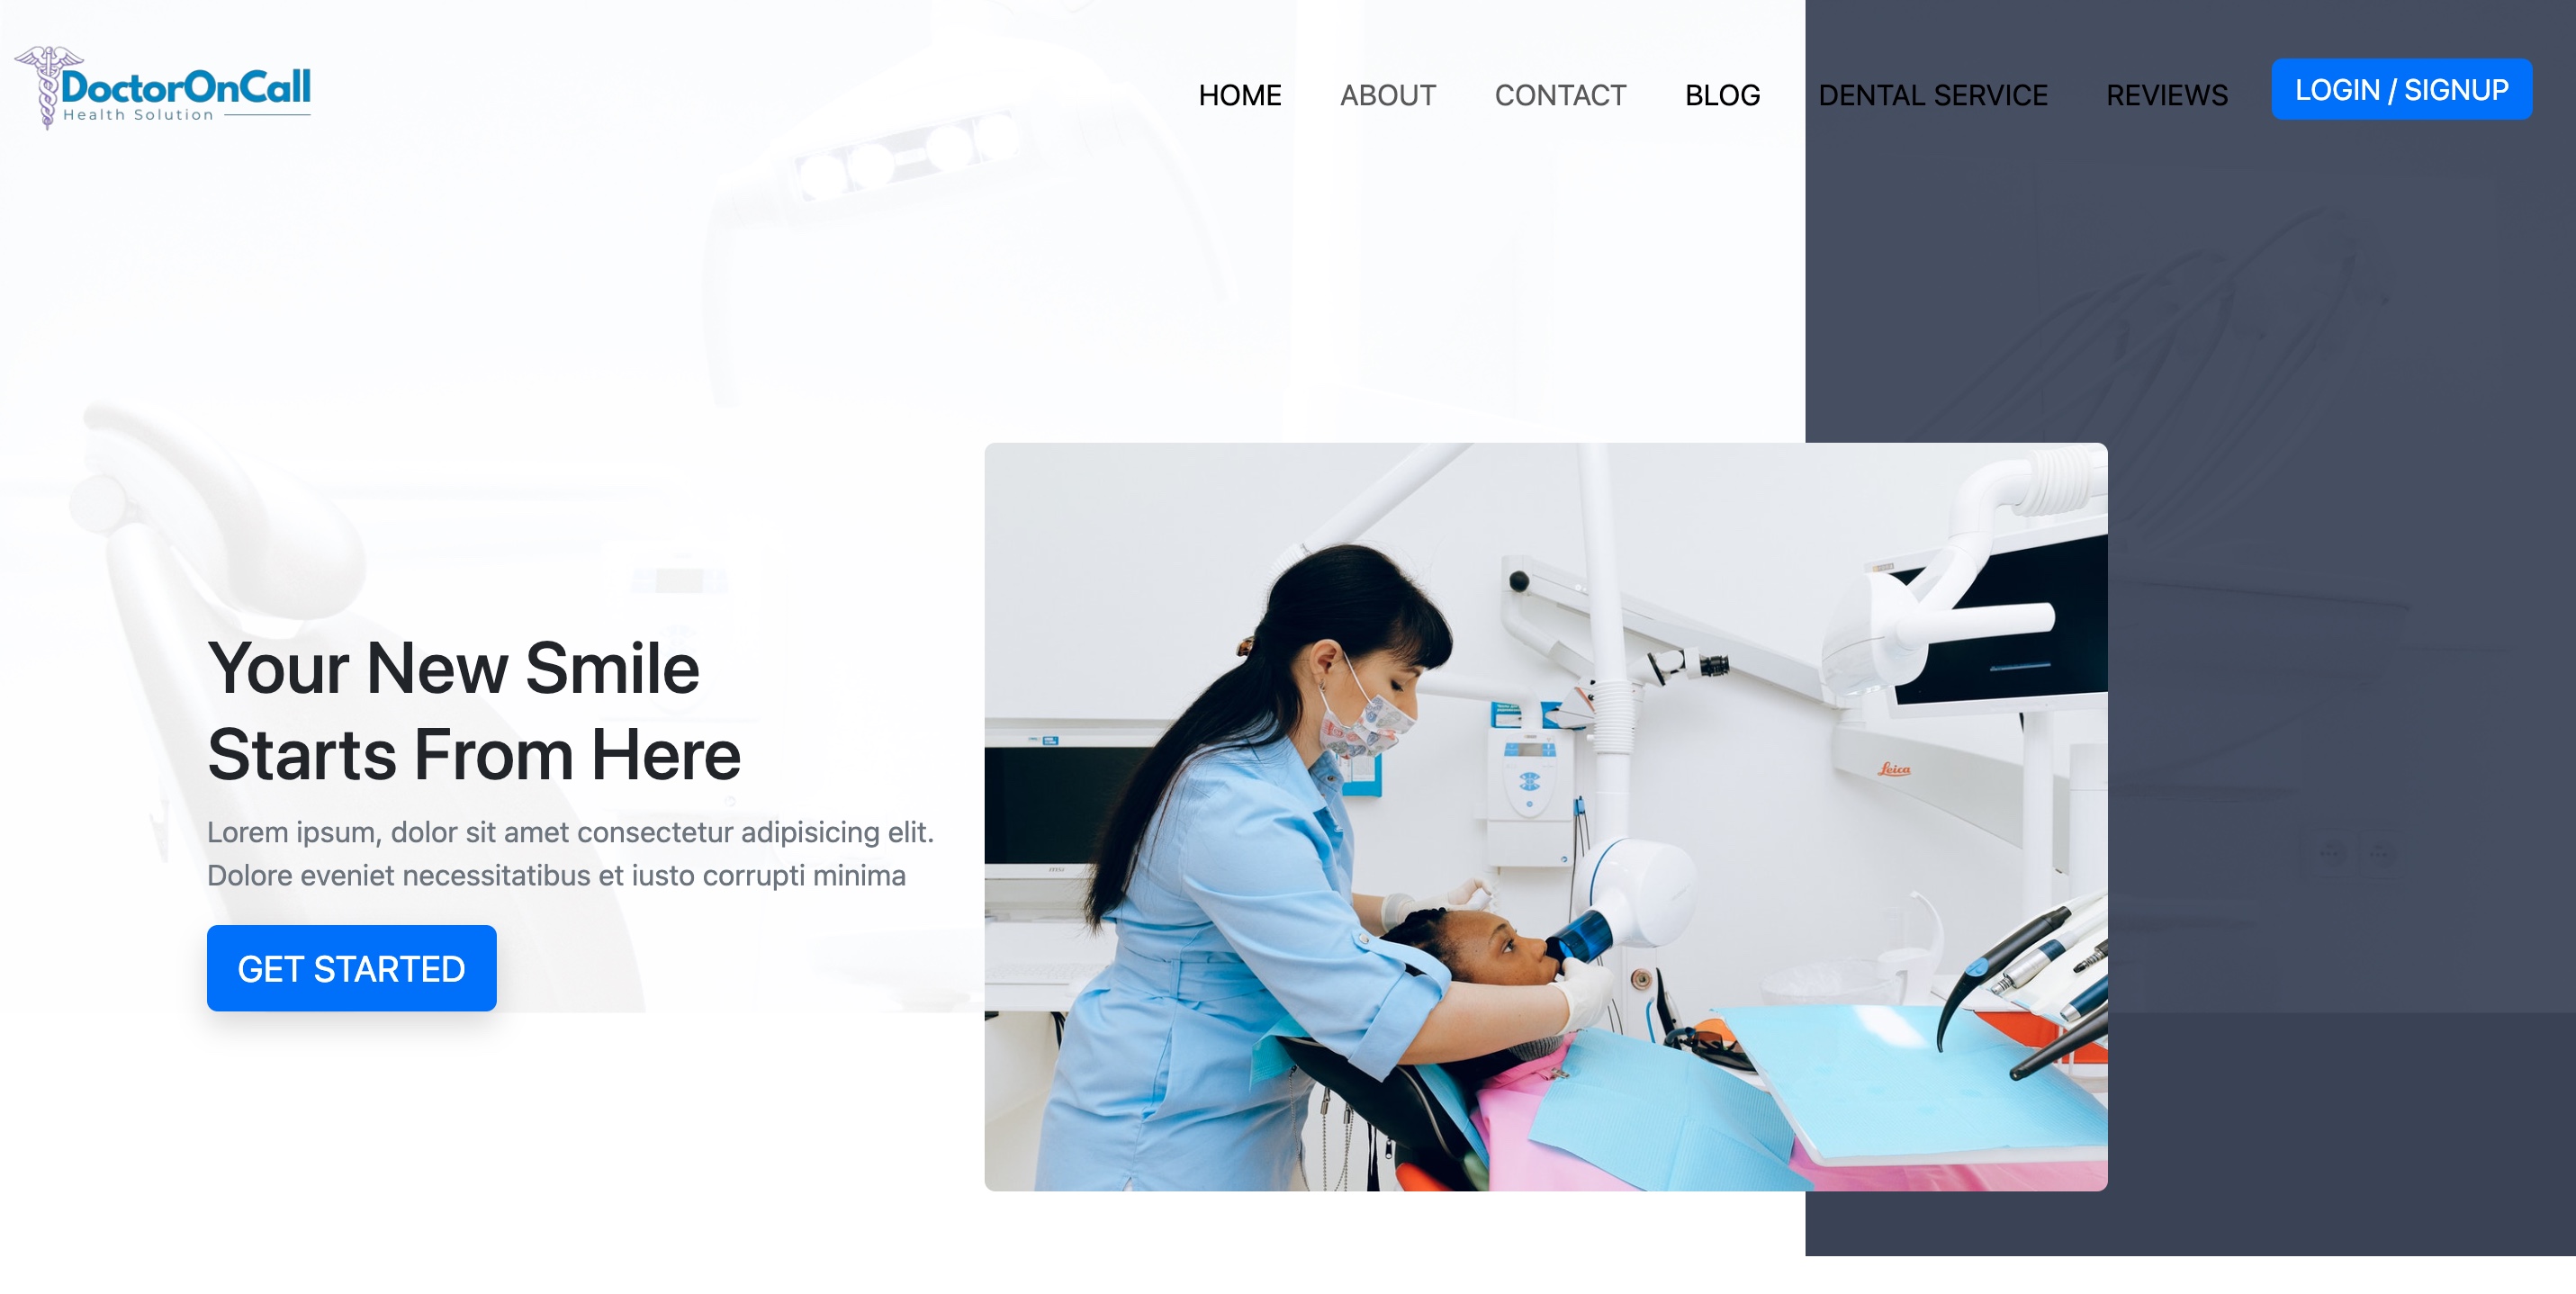 DoctorOnCall
Health Solution
HOME ABOUT CONTACT BLOG DENTAL SERVICE REVIEWS LOGIN / SIGNUP
Your New Smile
Starts From Here
Lorem ipsum, dolor sit amet consectetur adipisicing elit.
Dolore eveniet necessitatibus et iusto corrupti minima
GET STARTED
Leica
msi